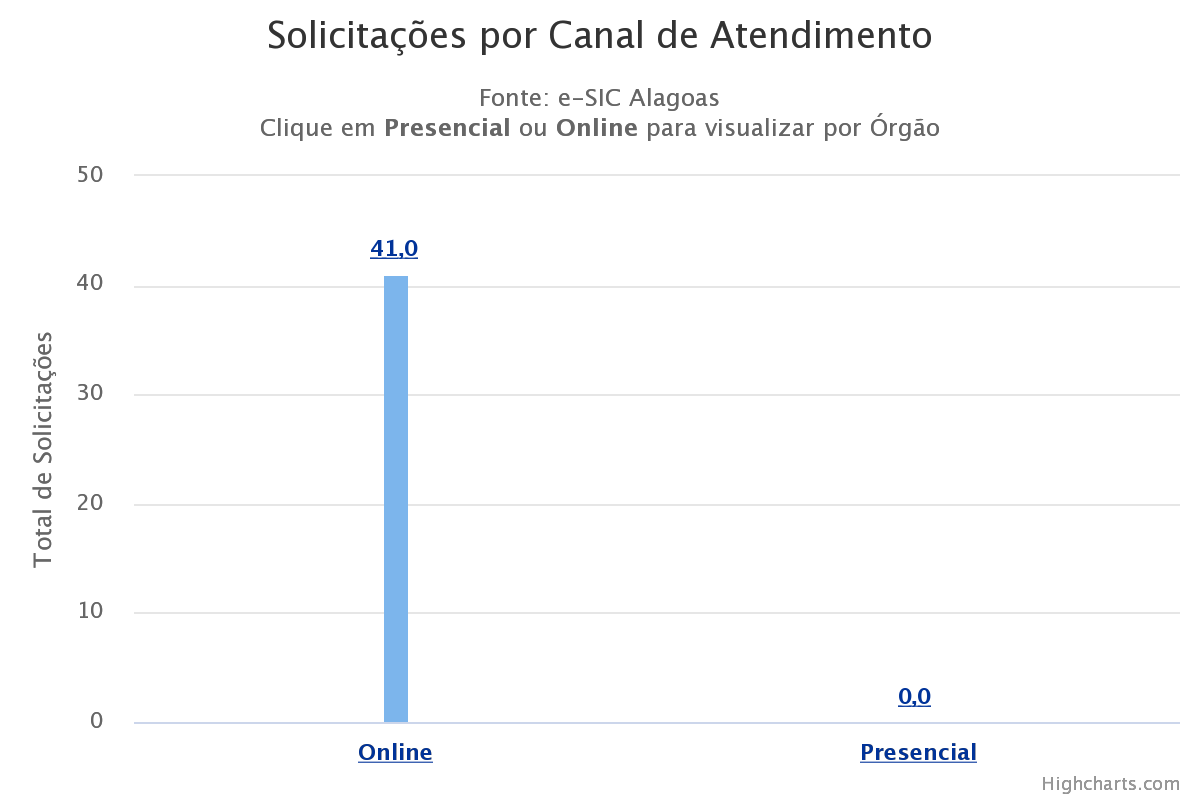 Solicitações por Canal de Atendimento
Fonte: e-SIC Alagoas
Clique em Presencial ou Online para visualizar por Órgão
Total de Solicitações
50
40
30
20
10
0
41,0
0,0
Online
Presencial
Highcharts.com